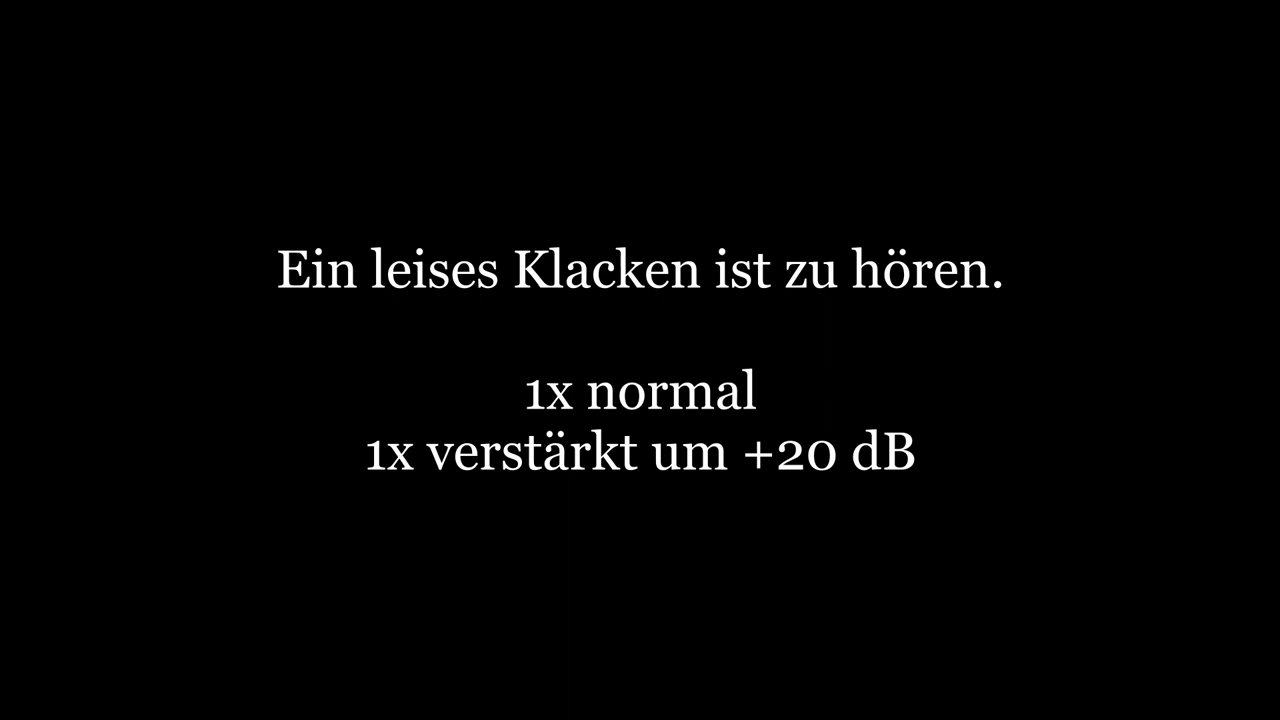 Ein leises Klacken ist zu hören.
1x normal
1x verstärkt um +20 dB